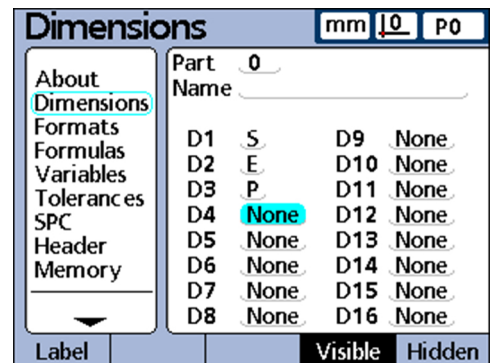 Dimensions mm 0 P0
About
Dimensions
Formats
Formulas
Variables
Tolerances
SPC
Header
Memory
Part 0
Name
D1 S D9 None
D2 E D10 None
D3 P D11 None
D4 None D12 None
D5 None D13 None
D6 None D14 None
D7 None D15 None
D8 None D16 None
Label Visible Hidden